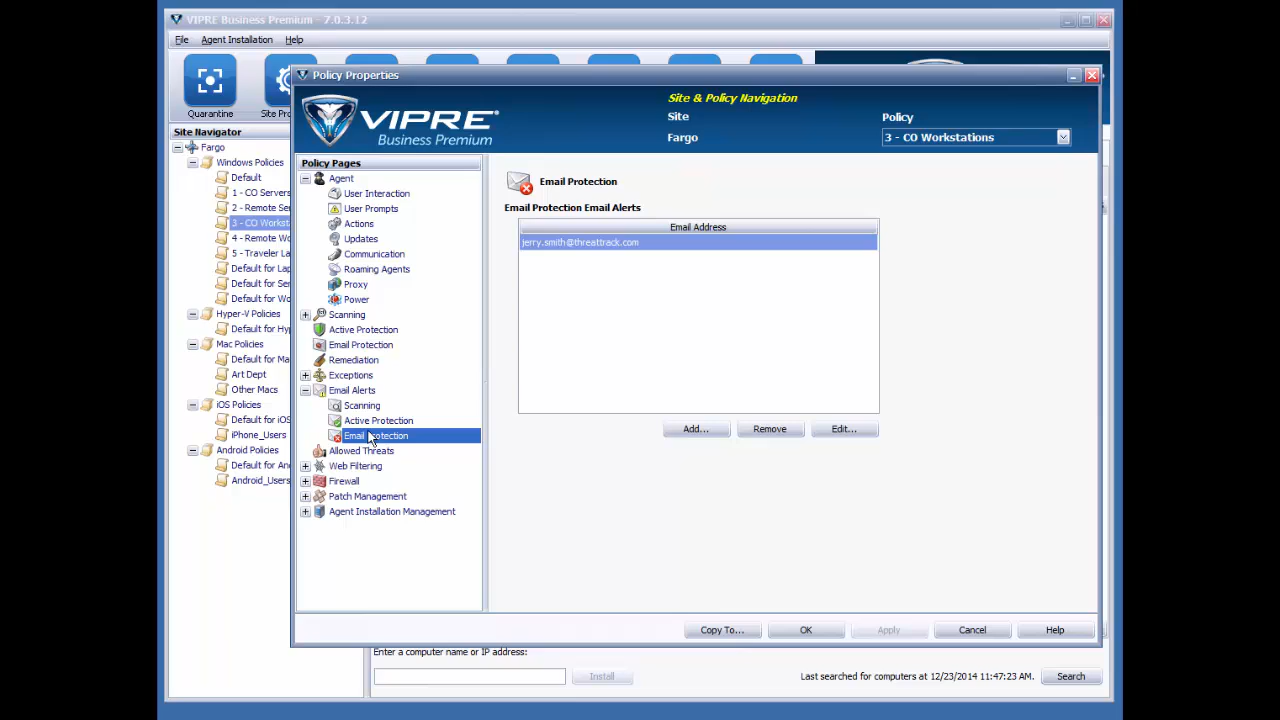 VIPRE Business Premium - 7.0.3.12
File Agent Installation Help
Quarantine
Site Pro
Site Navigator
Fargo
Windows Policies
Default
1 - CO Servers
2 - Remote Se
3 - CO Workst
4 - Remote Wo
5 - Traveler La
Default for Lap
Default for Ser
Default for Wo
Hyper-V Policies
Default for Hyp
Mac Policies
Default for Ma
Art Dept
Other Macs
iOS Policies
Default for iOS
iPhone_Users
Android Policies
Default for An
Android_Users
Policy Properties
VIPRE®
Business Premium
Site & Policy Navigation
Site
Fargo
Policy
3 - CO Workstations
Policy Pages
Agent
User Interaction
User Prompts
Actions
Updates
Communication
Roaming Agents
Proxy
Power
Scanning
Active Protection
Email Protection
Remediation
Exceptions
Email Alerts
Scanning
Active Protection
Email Protection
Allowed Threats
Web Filtering
Firewall
Patch Management
Agent Installation Management
Email Protection
Email Protection Email Alerts
Email Address
jerry.smith@threattrack.com
Add... Remove Edit...
Copy To... OK Apply Cancel Help
Enter a computer name or IP address:
Install
Last searched for computers at 12/23/2014 11:47:23 AM.
Search